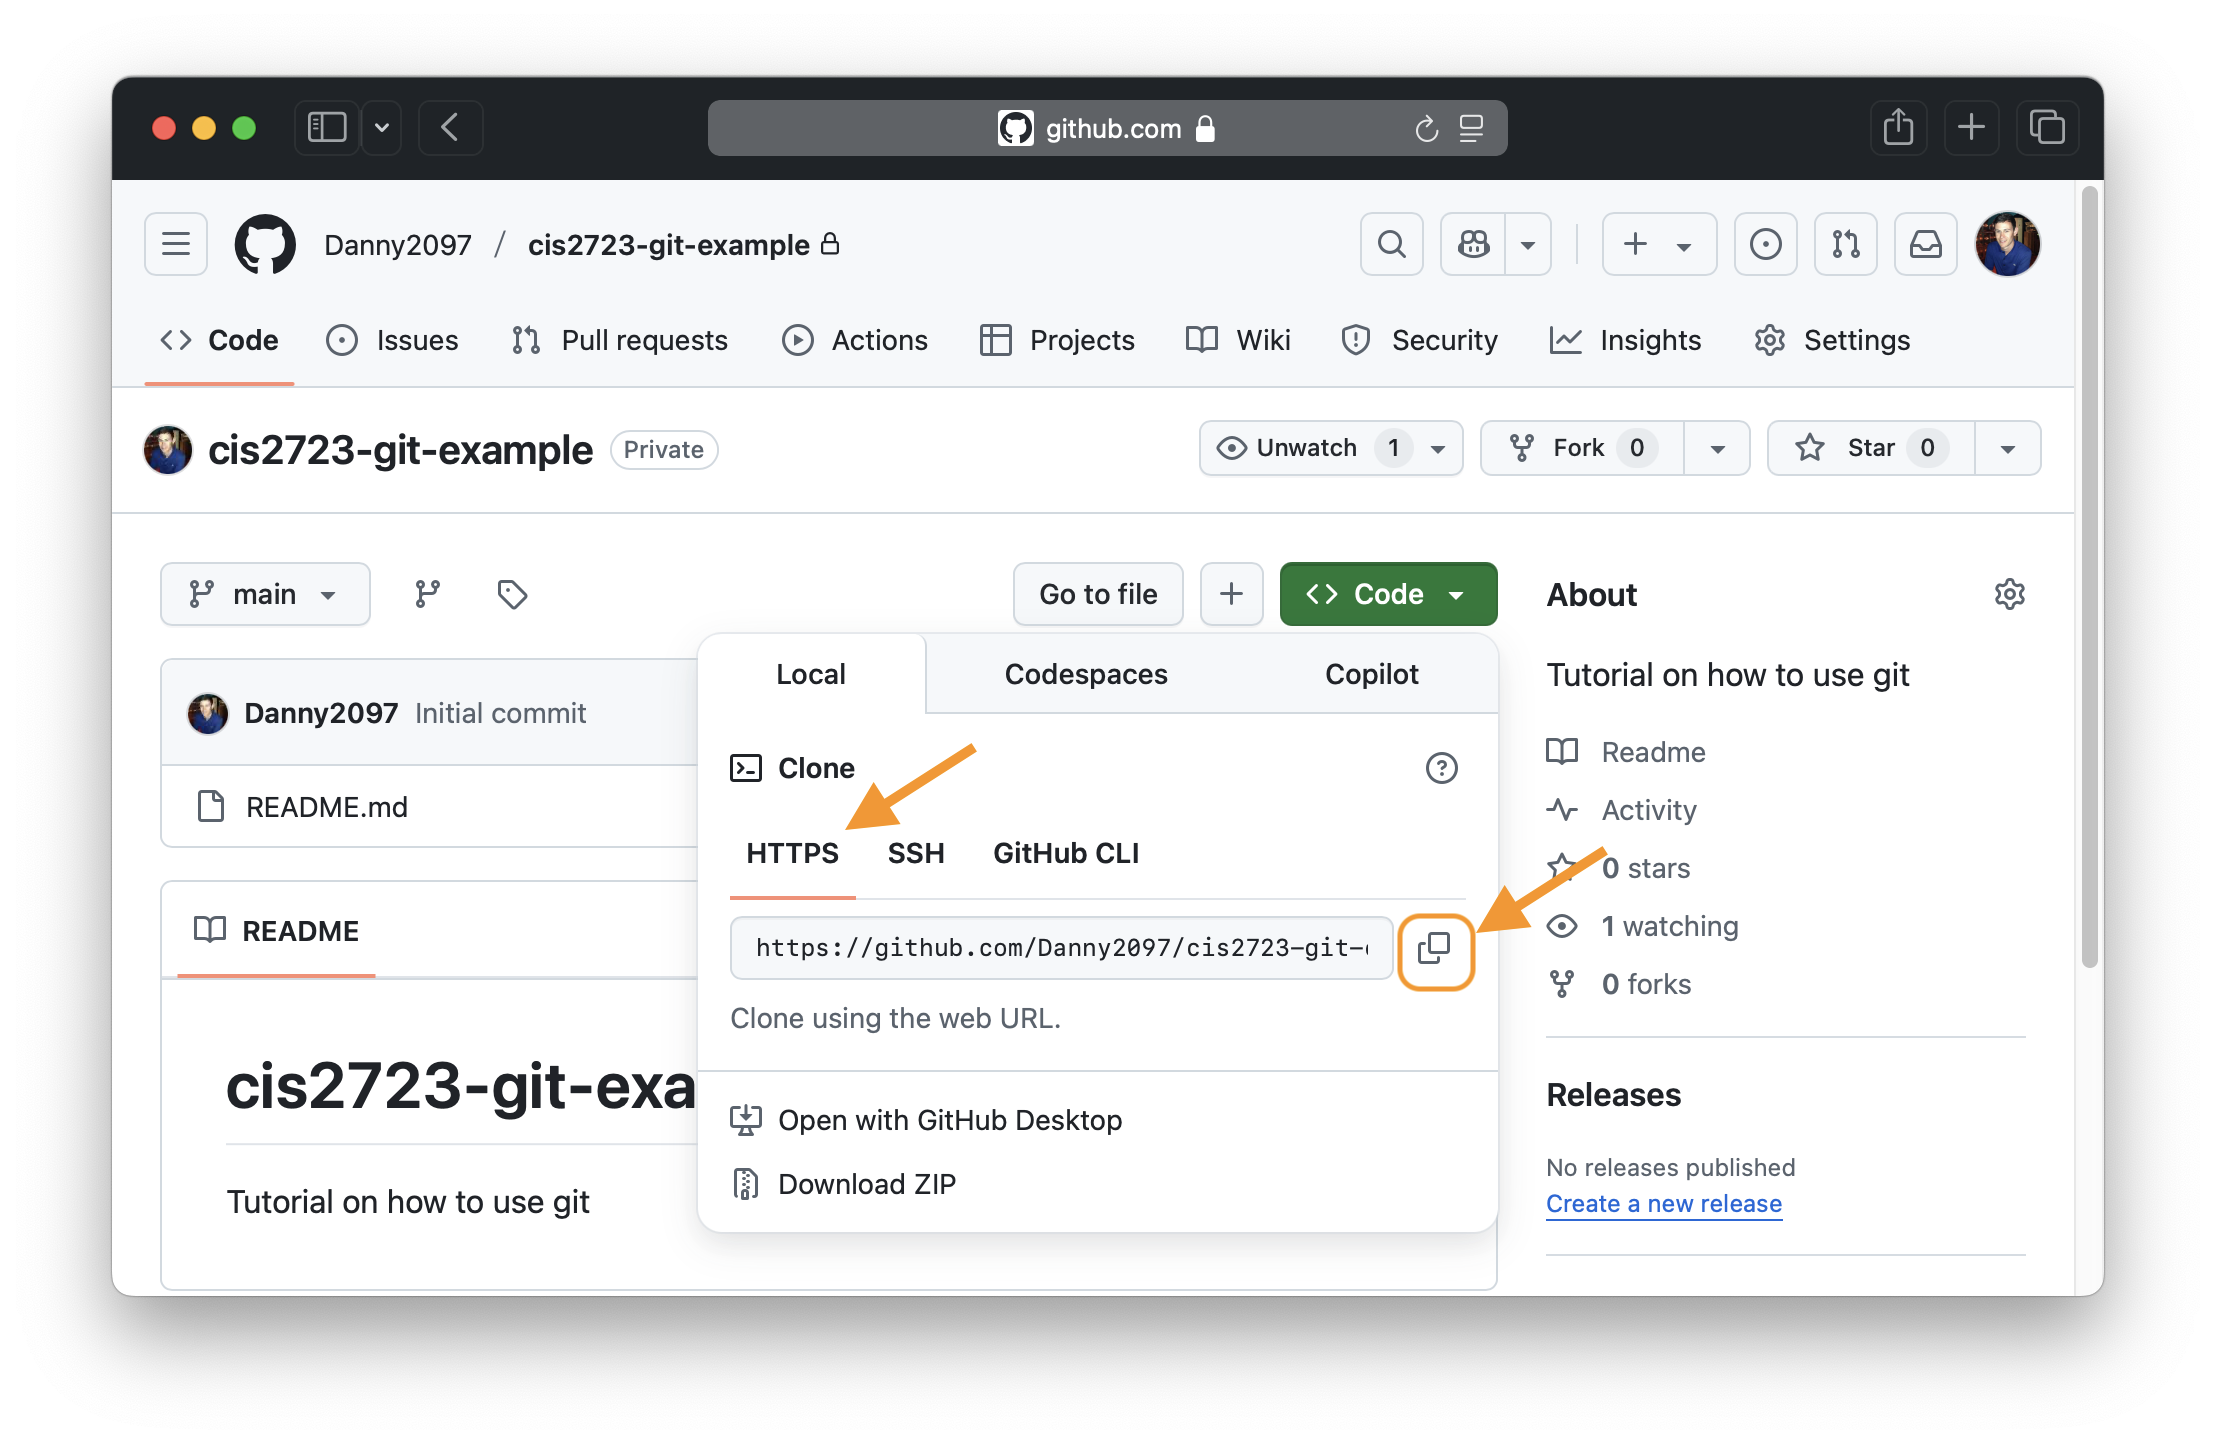 github.com
Danny2097 / cis2723-git-example
Code Issues Pull requests Actions Projects Wiki Security Insights Settings
cis2723-git-example Private
Unwatch 1 Fork 0 Star 0
main Go to file Code
Local Codespaces Copilot
Danny2097 Initial commit
README.md
README
cis2723-git-exa
Tutorial on how to use git
Clone
HTTPS SSH GitHub CLI
https://github.com/Danny2097/cis2723-git-
Clone using the web URL.
Open with GitHub Desktop
Download ZIP
About
Tutorial on how to use git
Readme
Activity
0 stars
1 watching
0 forks
Releases
No releases published
Create a new release